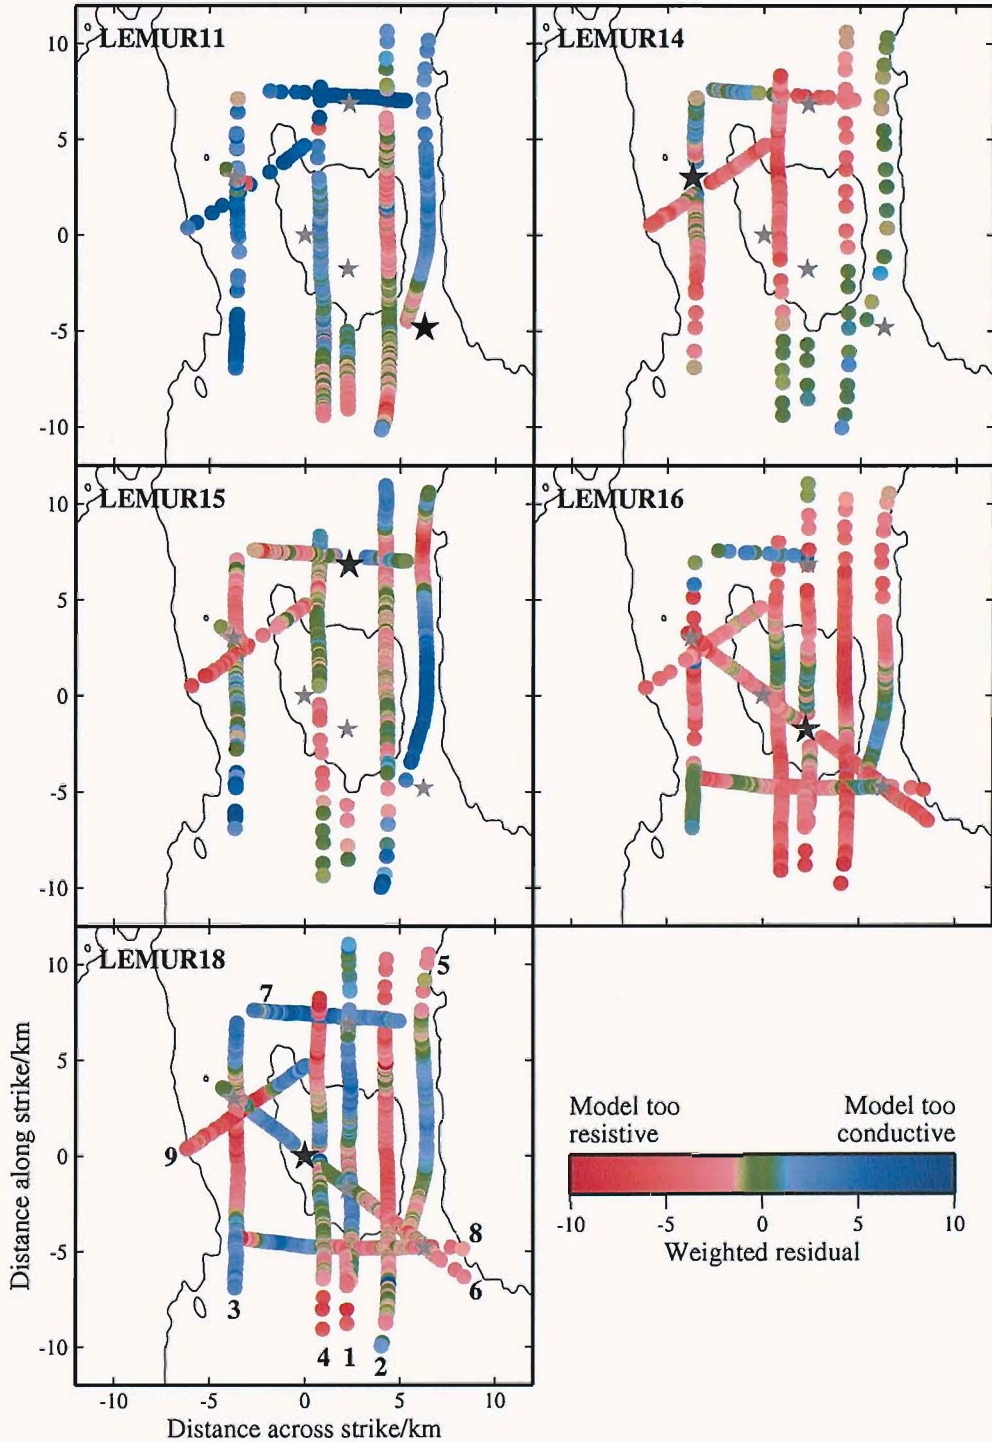 LEMUR11
LEMUR14
10
5
0
-5
-10
LEMUR15
LEMUR16
10
5
0
-5
-10
LEMUR18
10
5
0
-5
-10
5
7
9
8
6
3
4 1 2
-10 -5 0 5 10
Distance across strike/km
Distance along strike/km
Model too
resistive
Model too
conductive
-10 -5 0 5 10
Weighted residual